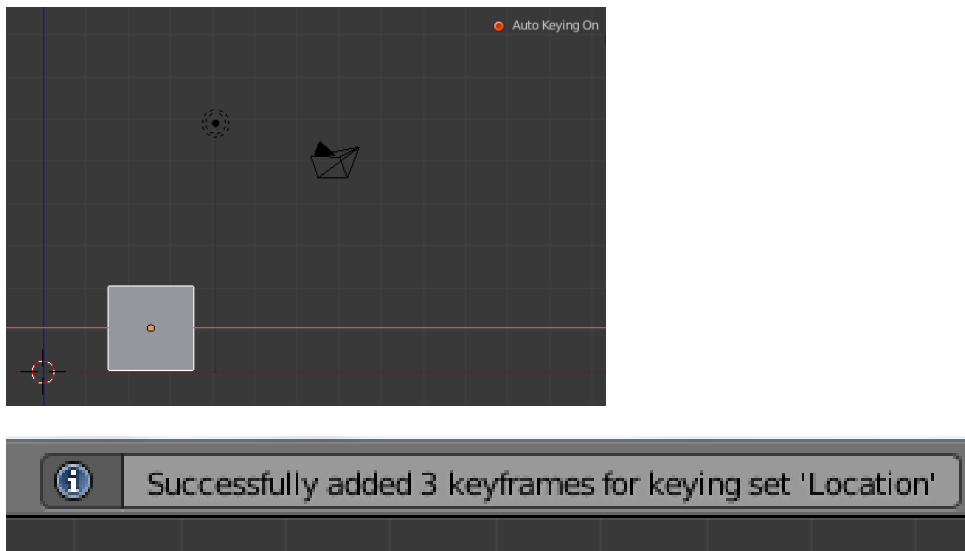 Auto Keying On
Successfully added 3 keyframes for keying set 'Location'